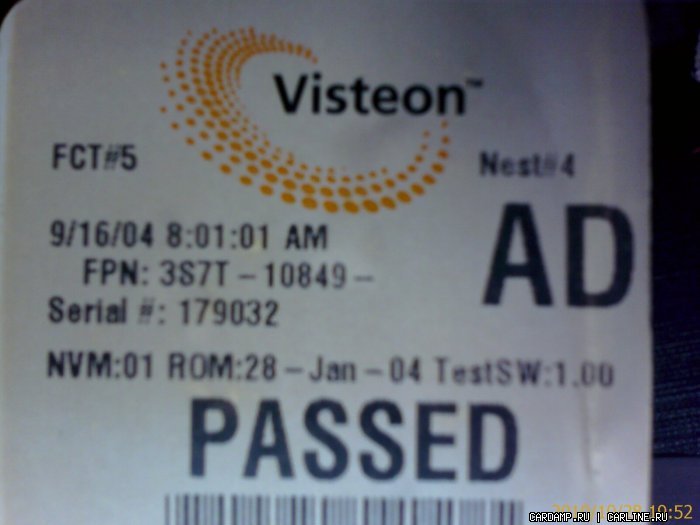 Visteon™
FCT#5
Nest#4
9/16/04 8:01:01 AM
FPN: 3S7T-10849-
AD
Serial #: 179032
NVM:01 ROM:28-Jan-04 TestSW:1.00
PASSED
CARDAMP.RU | CARLINE.RU